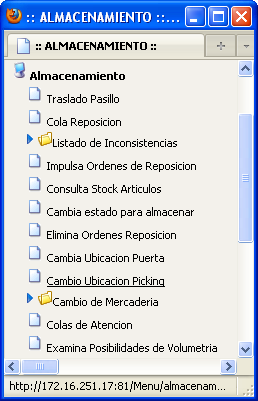 :: ALMACENAMIENTO ::...
:: ALMACENAMIENTO ::
Almacenamiento
Traslado Pasillo
Cola Reposicion
Listado de Inconsistencias
Impulsa Ordenes de Reposicion
Consulta Stock Articulos
Cambia estado para almacenar
Elimina Ordenes Reposicion
Cambia Ubicacion Puerta
Cambio Ubicacion Picking
Cambio de Mercaderia
Colas de Atencion
Examina Posibilidades de Volumetria
http://172.16.251.17:81/Menu/almacenam...